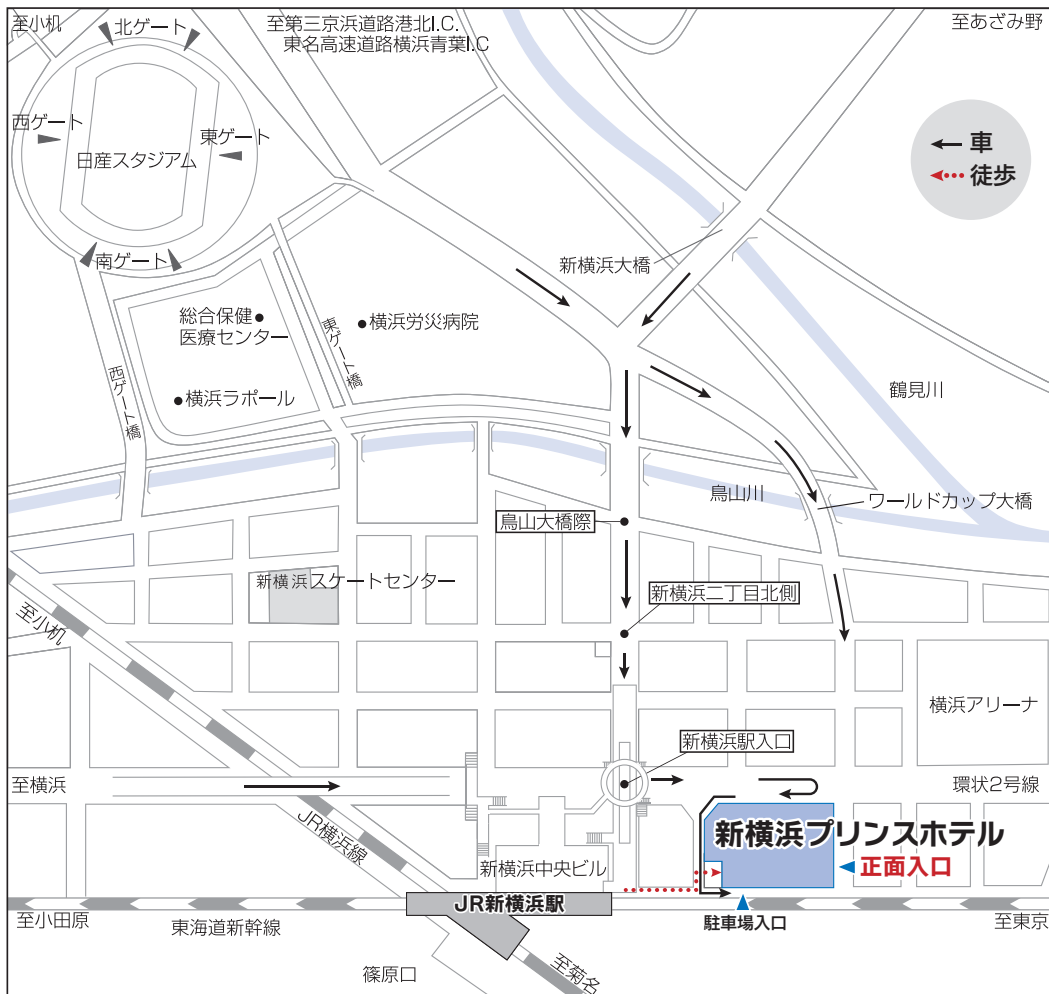 至小机
北ゲート
至第三京浜道路港北I.C.
東名高速道路横浜青葉I.C
至あざみ野
西ゲート
東ゲート
日産スタジアム
車
徒歩
南ゲート
新横浜大橋
総合保健
医療センター
横浜労災病院
東ゲート橋
西ゲート橋
横浜ラポール
鶴見川
鳥山川
ワールドカップ大橋
鳥山大橋際
新横浜スケートセンター
新横浜二丁目北側
至小机
横浜アリーナ
新横浜駅入口
至横浜
環状2号線
JR横浜線
新横浜プリンスホテル
新横浜中央ビル
正面入口
JR新横浜駅
至小田原
東海道新幹線
駐車場入口
至東京
篠原口
至菊名